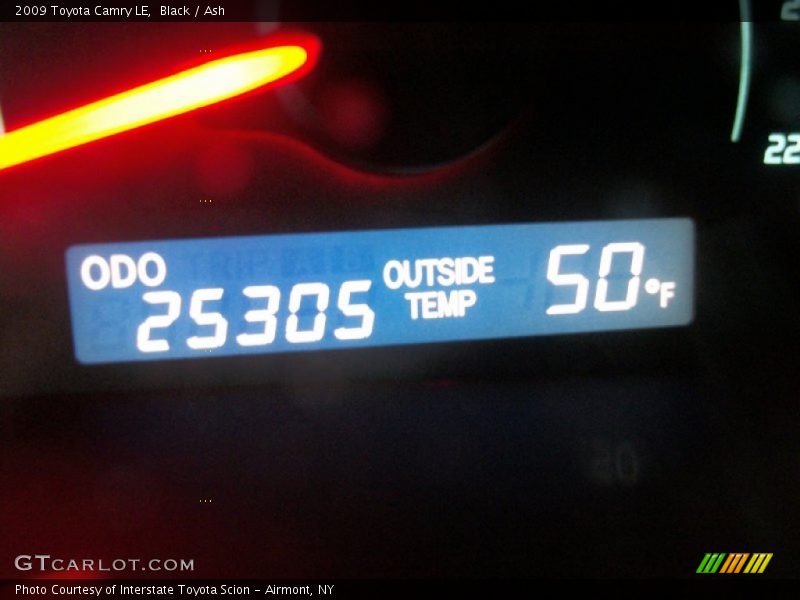 2009 Toyota Camry LE,  Black / Ash
22
ODO
25305
OUTSIDE
TEMP
50°F
GTCARLOT.COM
Photo Courtesy of Interstate Toyota Scion – Airmont, NY